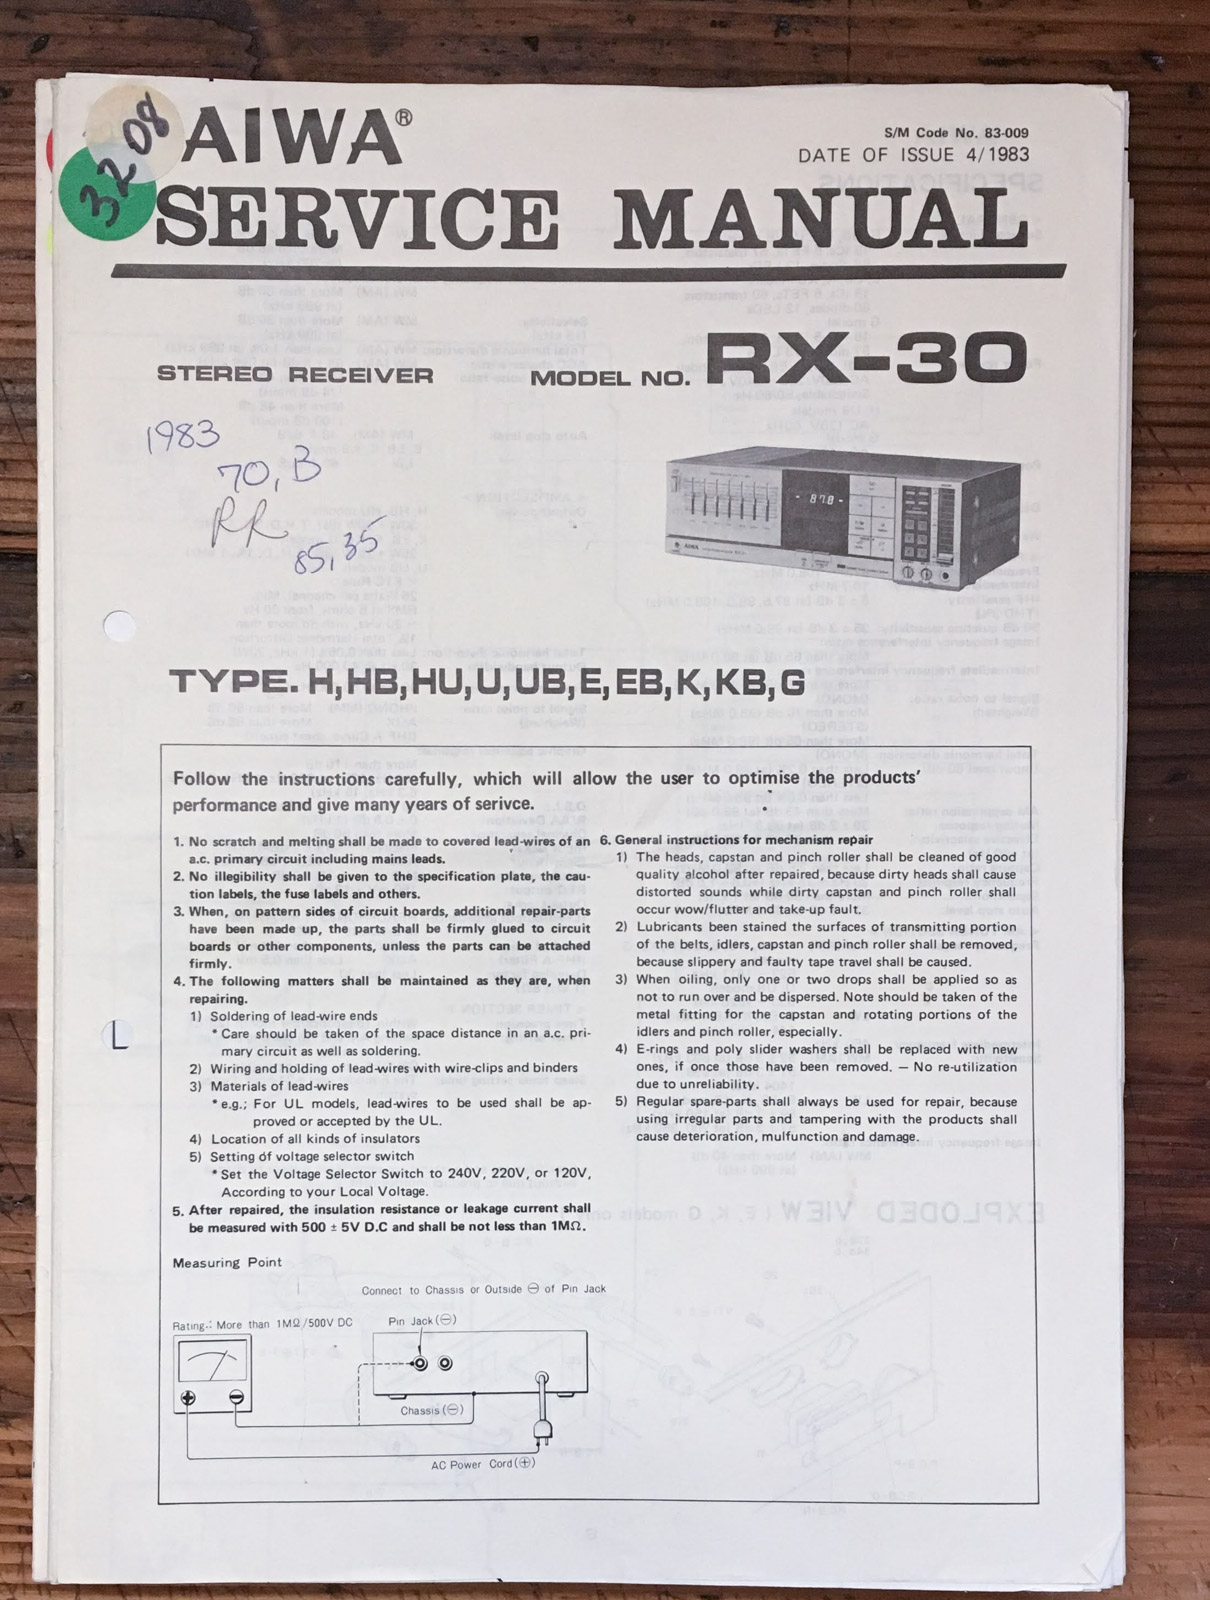 3208
AIWA®
S/M Code No. 83-009
DATE OF ISSUE 4/1983
SERVICE MANUAL
STEREO RECEIVER
MODEL NO. RX-30
1983
70, B
RR
85, 35
- 87.8 -
AIWA
TYPE. H, HB, HU, U, UB, E, EB, K, KB, G
Follow the instructions carefully, which will allow the user to optimise the products'
performance and give many years of serivce.
1. No scratch and melting shall be made to covered lead-wires of an
a.c. primary circuit including mains leads.
2. No illegibility shall be given to the specification plate, the cau-
tion labels, the fuse labels and others.
3. When, on pattern sides of circuit boards, additional repair-parts
have been made up, the parts shall be firmly glued to circuit
boards or other components, unless the parts can be attached
firmly.
4. The following matters shall be maintained as they are, when
repairing.
1) Soldering of lead-wire ends
* Care should be taken of the space distance in an a.c. pri-
mary circuit as well as soldering.
2) Wiring and holding of lead-wires with wire-clips and binders
3) Materials of lead-wires
* e.g.; For UL models, lead-wires to be used shall be ap-
proved or accepted by the UL.
4) Location of all kinds of insulators
5) Setting of voltage selector switch
* Set the Voltage Selector Switch to 240V, 220V, or 120V,
According to your Local Voltage.
5. After repaired, the insulation resistance or leakage current shall
be measured with 500 ± 5V D.C and shall be not less than 1MΩ.
6. General instructions for mechanism repair
1) The heads, capstan and pinch roller shall be cleaned of good
quality alcohol after repaired, because dirty heads shall cause
distorted sounds while dirty capstan and pinch roller shall
occur wow/flutter and take-up fault.
2) Lubricants been stained the surfaces of transmitting portion
of the belts, idlers, capstan and pinch roller shall be removed,
because slippery and faulty tape travel shall be caused.
3) When oiling, only one or two drops shall be applied so as
not to run over and be dispersed. Note should be taken of the
metal fitting for the capstan and rotating portions of the
idlers and pinch roller, especially.
4) E-rings and poly slider washers shall be replaced with new
ones, if once those have been removed. — No re-utilization
due to unreliability.
5) Regular spare-parts shall always be used for repair, because
using irregular parts and tampering with the products shall
cause deterioration, mulfunction and damage.
Measuring Point
Connect to Chassis or Outside ⊖ of Pin Jack
Rating.: More than 1MΩ/500V DC
Pin Jack (⊖)
Chassis (⊖)
AC Power Cord (⊕)
L